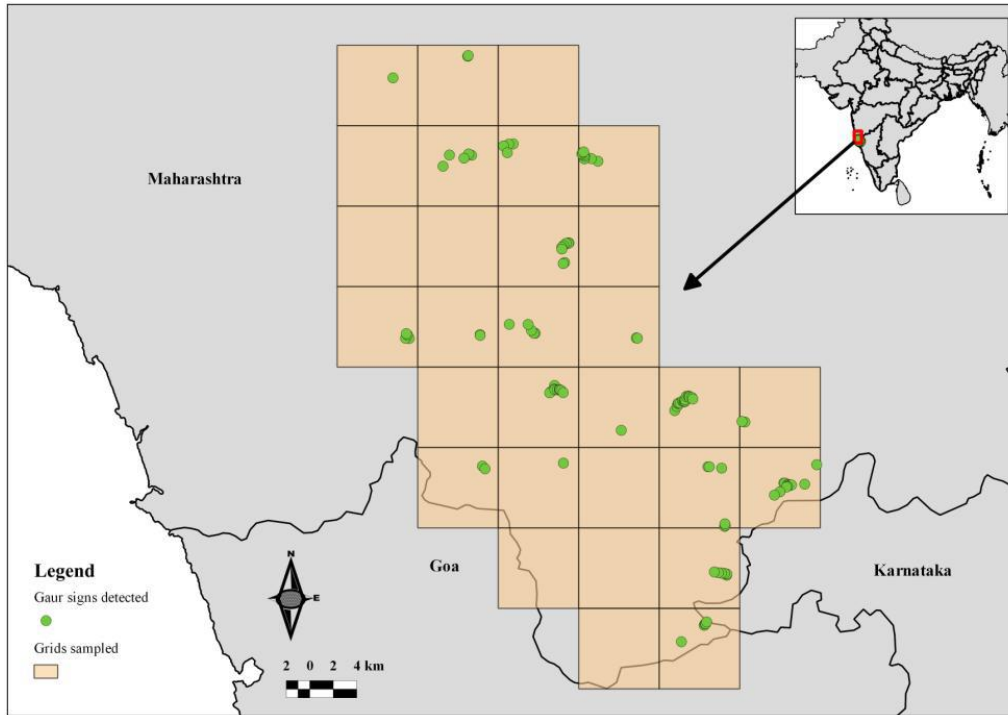 Maharashtra
Goa
Karnataka
Legend
Gaur signs detected
Grids sampled
N
E
2 0 2 4 km